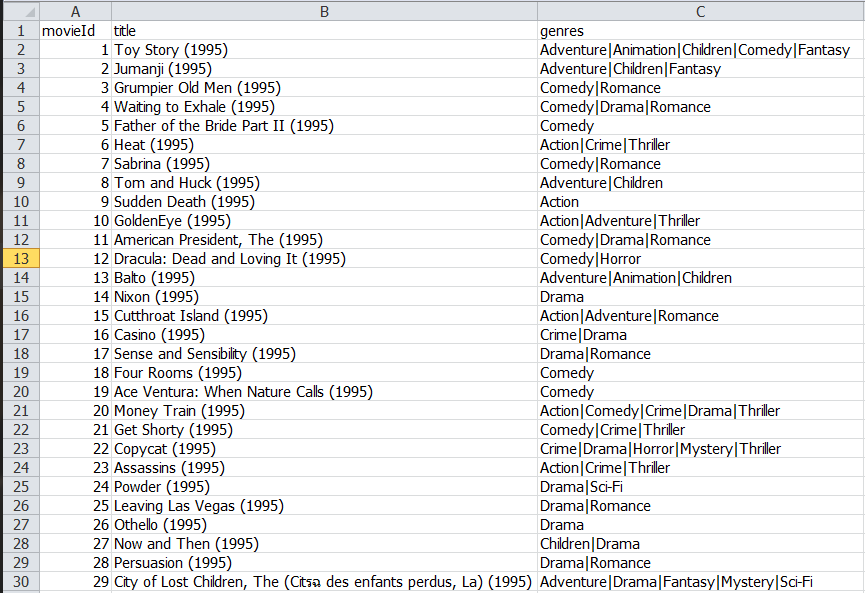 A B C
1 movieId title genres
2 1 Toy Story (1995) Adventure|Animation|Children|Comedy|Fantasy
3 2 Jumanji (1995) Adventure|Children|Fantasy
4 3 Grumpier Old Men (1995) Comedy|Romance
5 4 Waiting to Exhale (1995) Comedy|Drama|Romance
6 5 Father of the Bride Part II (1995) Comedy
7 6 Heat (1995) Action|Crime|Thriller
8 7 Sabrina (1995) Comedy|Romance
9 8 Tom and Huck (1995) Adventure|Children
10 9 Sudden Death (1995) Action
11 10 GoldenEye (1995) Action|Adventure|Thriller
12 11 American President, The (1995) Comedy|Drama|Romance
13 12 Dracula: Dead and Loving It (1995) Comedy|Horror
14 13 Balto (1995) Adventure|Animation|Children
15 14 Nixon (1995) Drama
16 15 Cutthroat Island (1995) Action|Adventure|Romance
17 16 Casino (1995) Crime|Drama
18 17 Sense and Sensibility (1995) Drama|Romance
19 18 Four Rooms (1995) Comedy
20 19 Ace Ventura: When Nature Calls (1995) Comedy
21 20 Money Train (1995) Action|Comedy|Crime|Drama|Thriller
22 21 Get Shorty (1995) Comedy|Crime|Thriller
23 22 Copycat (1995) Crime|Drama|Horror|Mystery|Thriller
24 23 Assassins (1995) Action|Crime|Thriller
25 24 Powder (1995) Drama|Sci-Fi
26 25 Leaving Las Vegas (1995) Drama|Romance
27 26 Othello (1995) Drama
28 27 Now and Then (1995) Children|Drama
29 28 Persuasion (1995) Drama|Romance
30 29 City of Lost Children, The (Citรฉ des enfants perdus, La) (1995) Adventure|Drama|Fantasy|Mystery|Sci-Fi